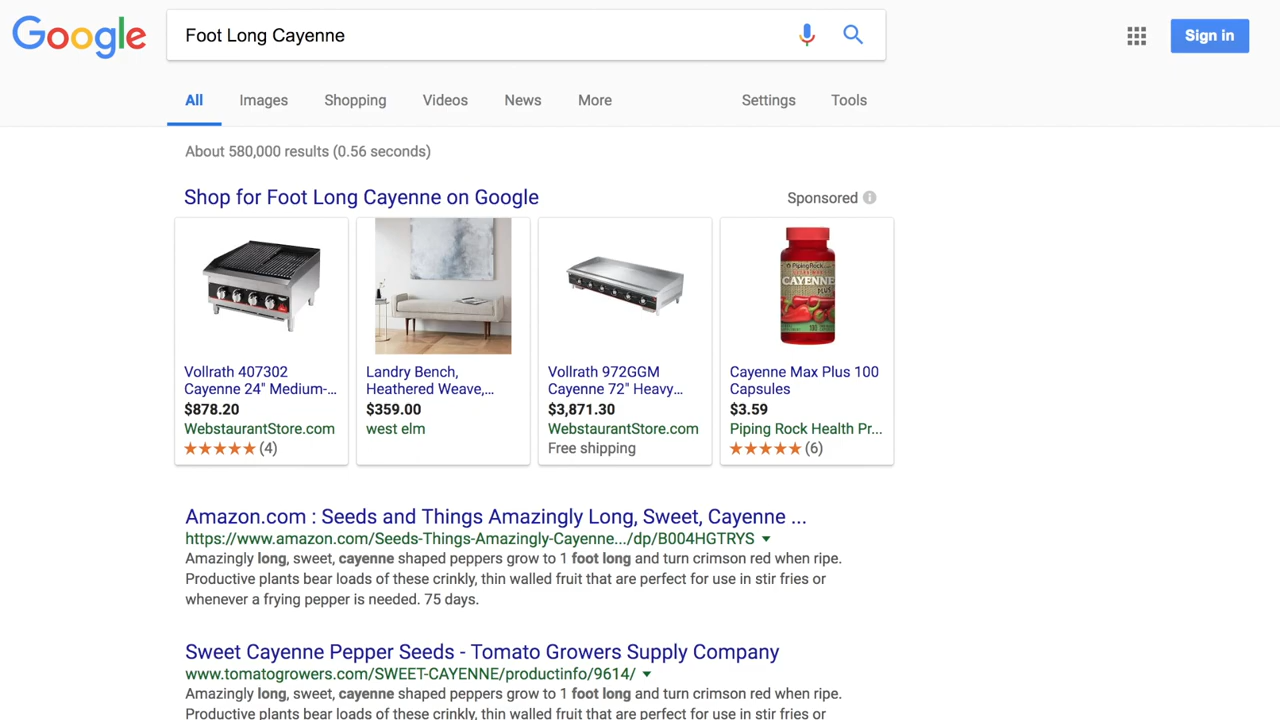 Google
Foot Long Cayenne
Sign in
All Images Shopping Videos News More Settings Tools
About 580,000 results (0.56 seconds)
Shop for Foot Long Cayenne on Google
Sponsored
PipingRock
CAYENNE
PLUS
100
Vollrath 407302
Cayenne 24" Medium-...
$878.20
WebstaurantStore.com
(4)
Landry Bench,
Heathered Weave,...
$359.00
west elm
Vollrath 972GGM
Cayenne 72" Heavy...
$3,871.30
WebstaurantStore.com
Free shipping
Cayenne Max Plus 100
Capsules
$3.59
Piping Rock Health Pr...
(6)
Amazon.com : Seeds and Things Amazingly Long, Sweet, Cayenne ...
https://www.amazon.com/Seeds-Things-Amazingly-Cayenne.../dp/B004HGTRYS
Amazingly long, sweet, cayenne shaped peppers grow to 1 foot long and turn crimson red when ripe.
Productive plants bear loads of these crinkly, thin walled fruit that are perfect for use in stir fries or
whenever a frying pepper is needed. 75 days.
Sweet Cayenne Pepper Seeds - Tomato Growers Supply Company
www.tomatogrowers.com/SWEET-CAYENNE/productinfo/9614/
Amazingly long, sweet, cayenne shaped peppers grow to 1 foot long and turn crimson red when ripe.
Productive plants bear loads of these crinkly, thin walled fruit that are perfect for use in stir fries or